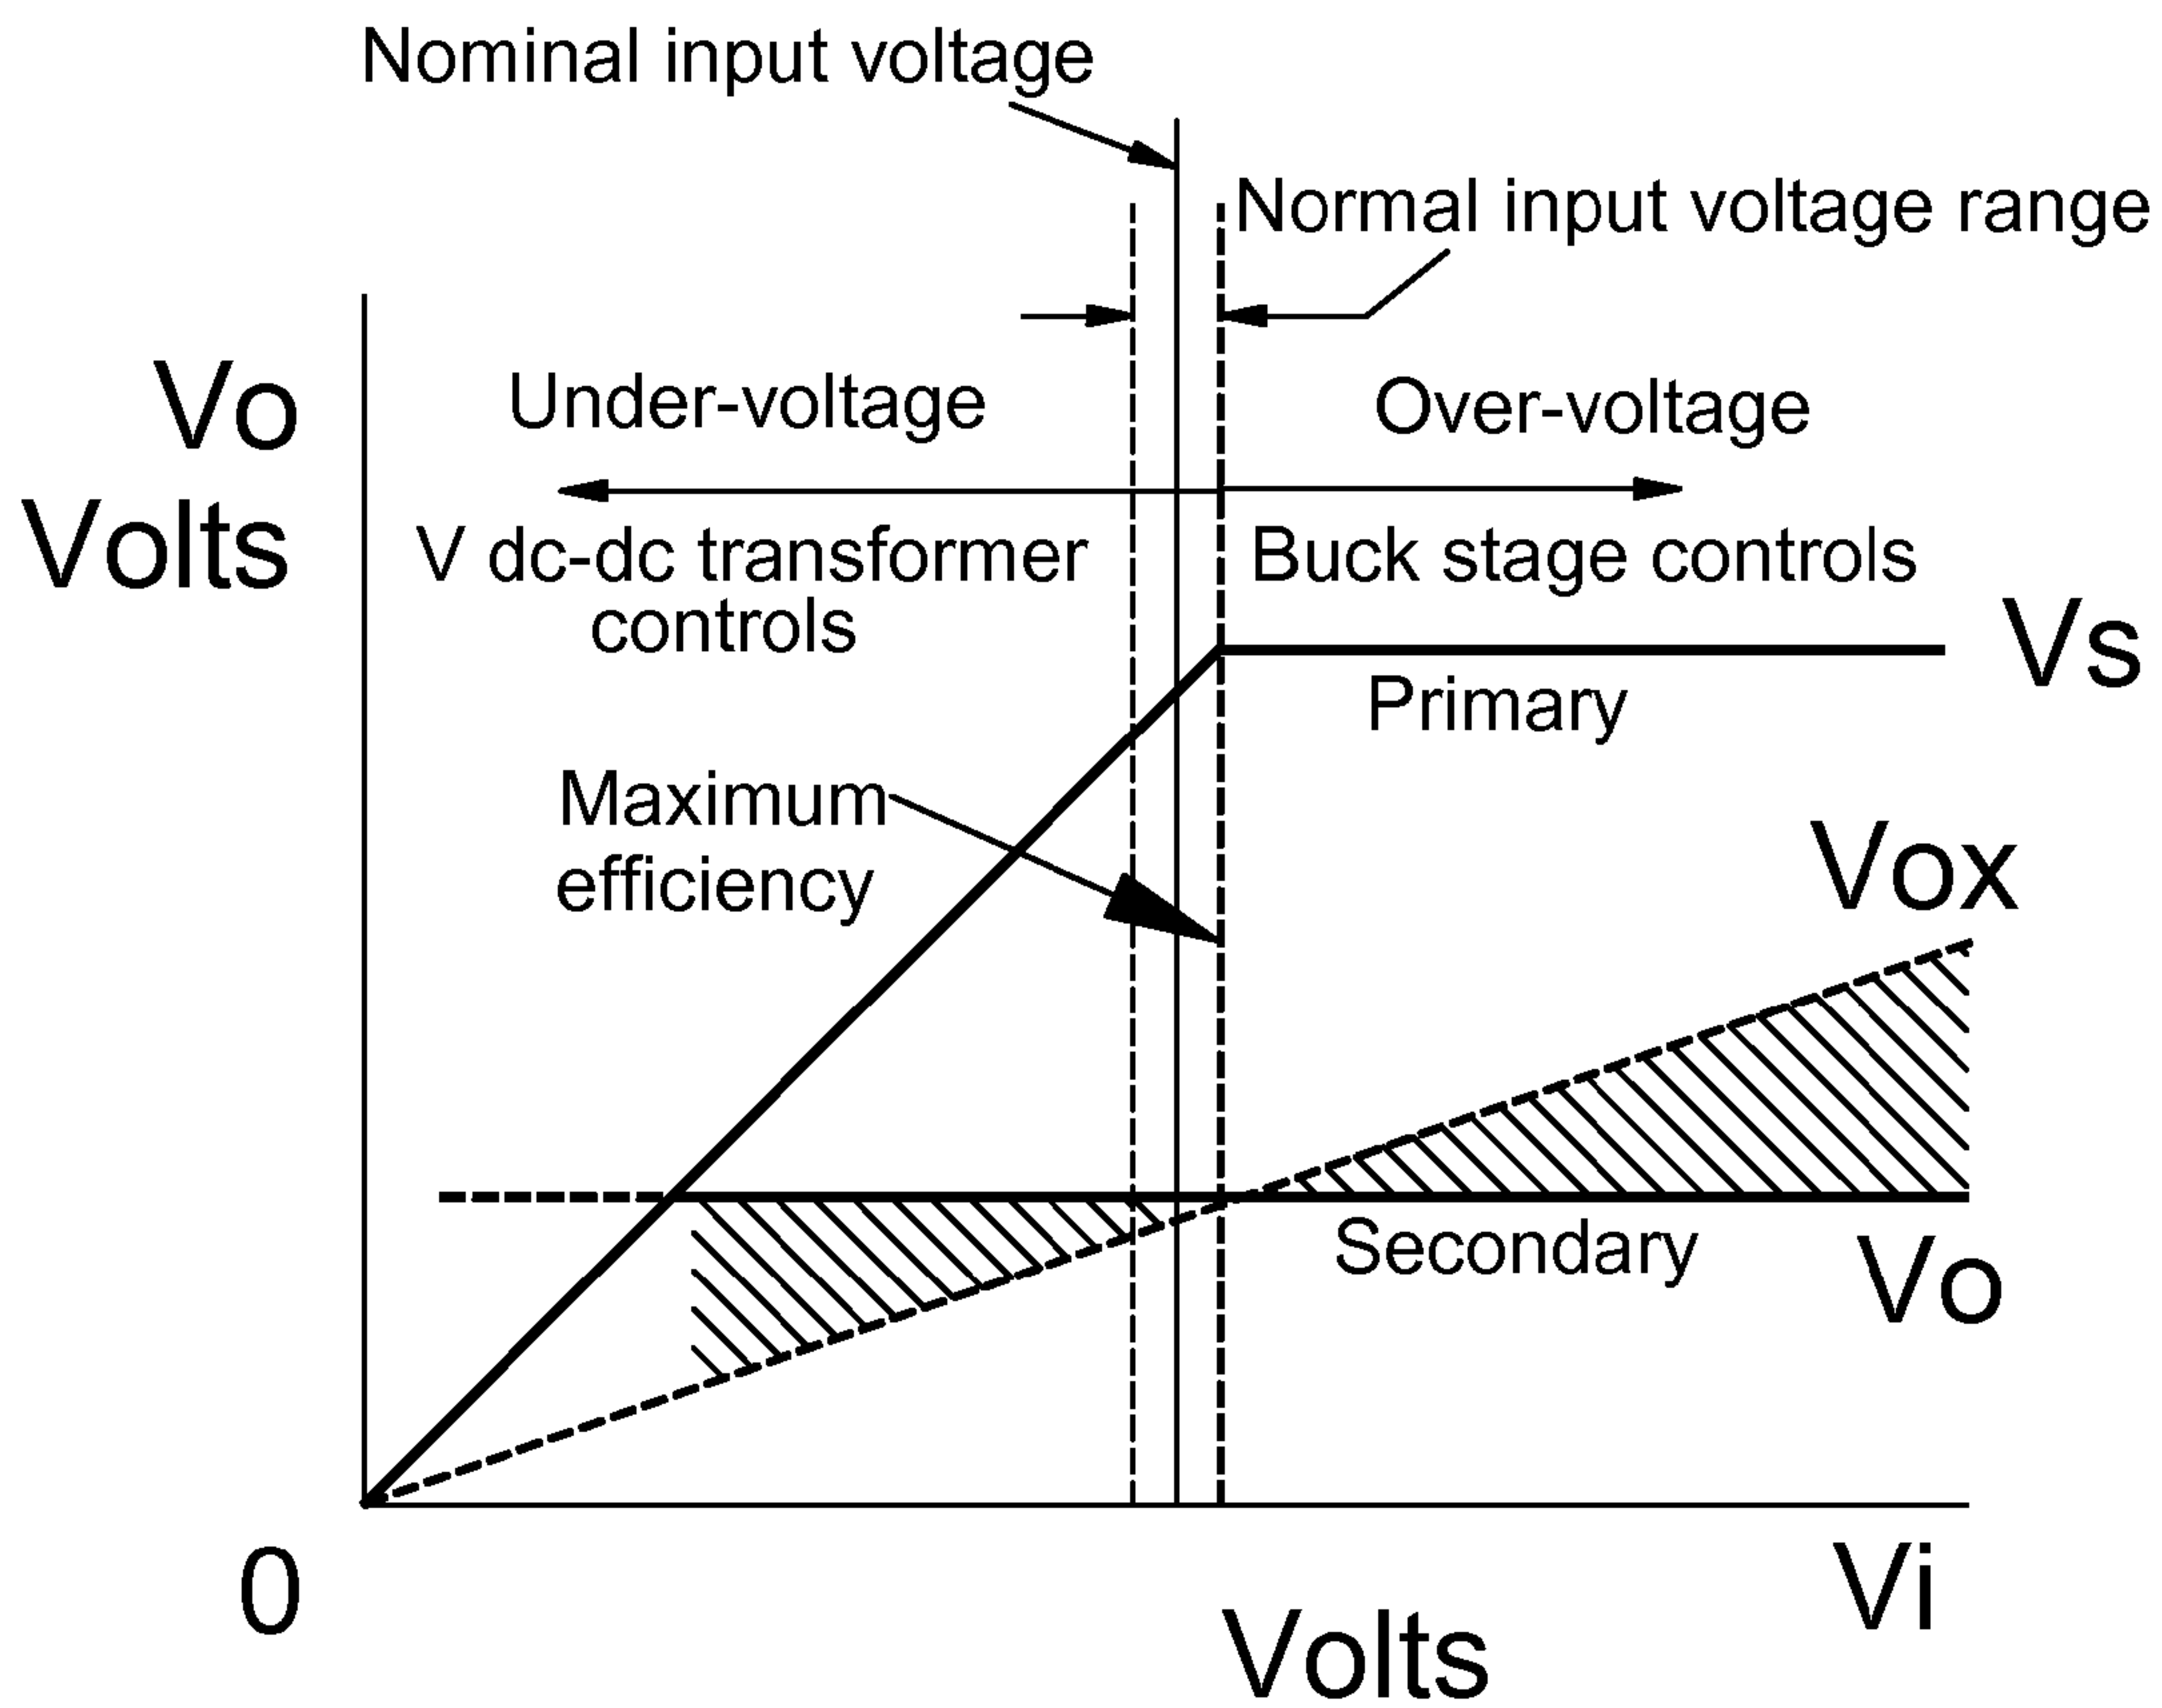 Nominal input voltage
Normal input voltage range
Vo
Volts
Under-voltage
Over-voltage
V dc-dc transformer
controls
Buck stage controls
Vs
Primary
Maximum
efficiency
Vox
Secondary
Vo
0
Vi
Volts